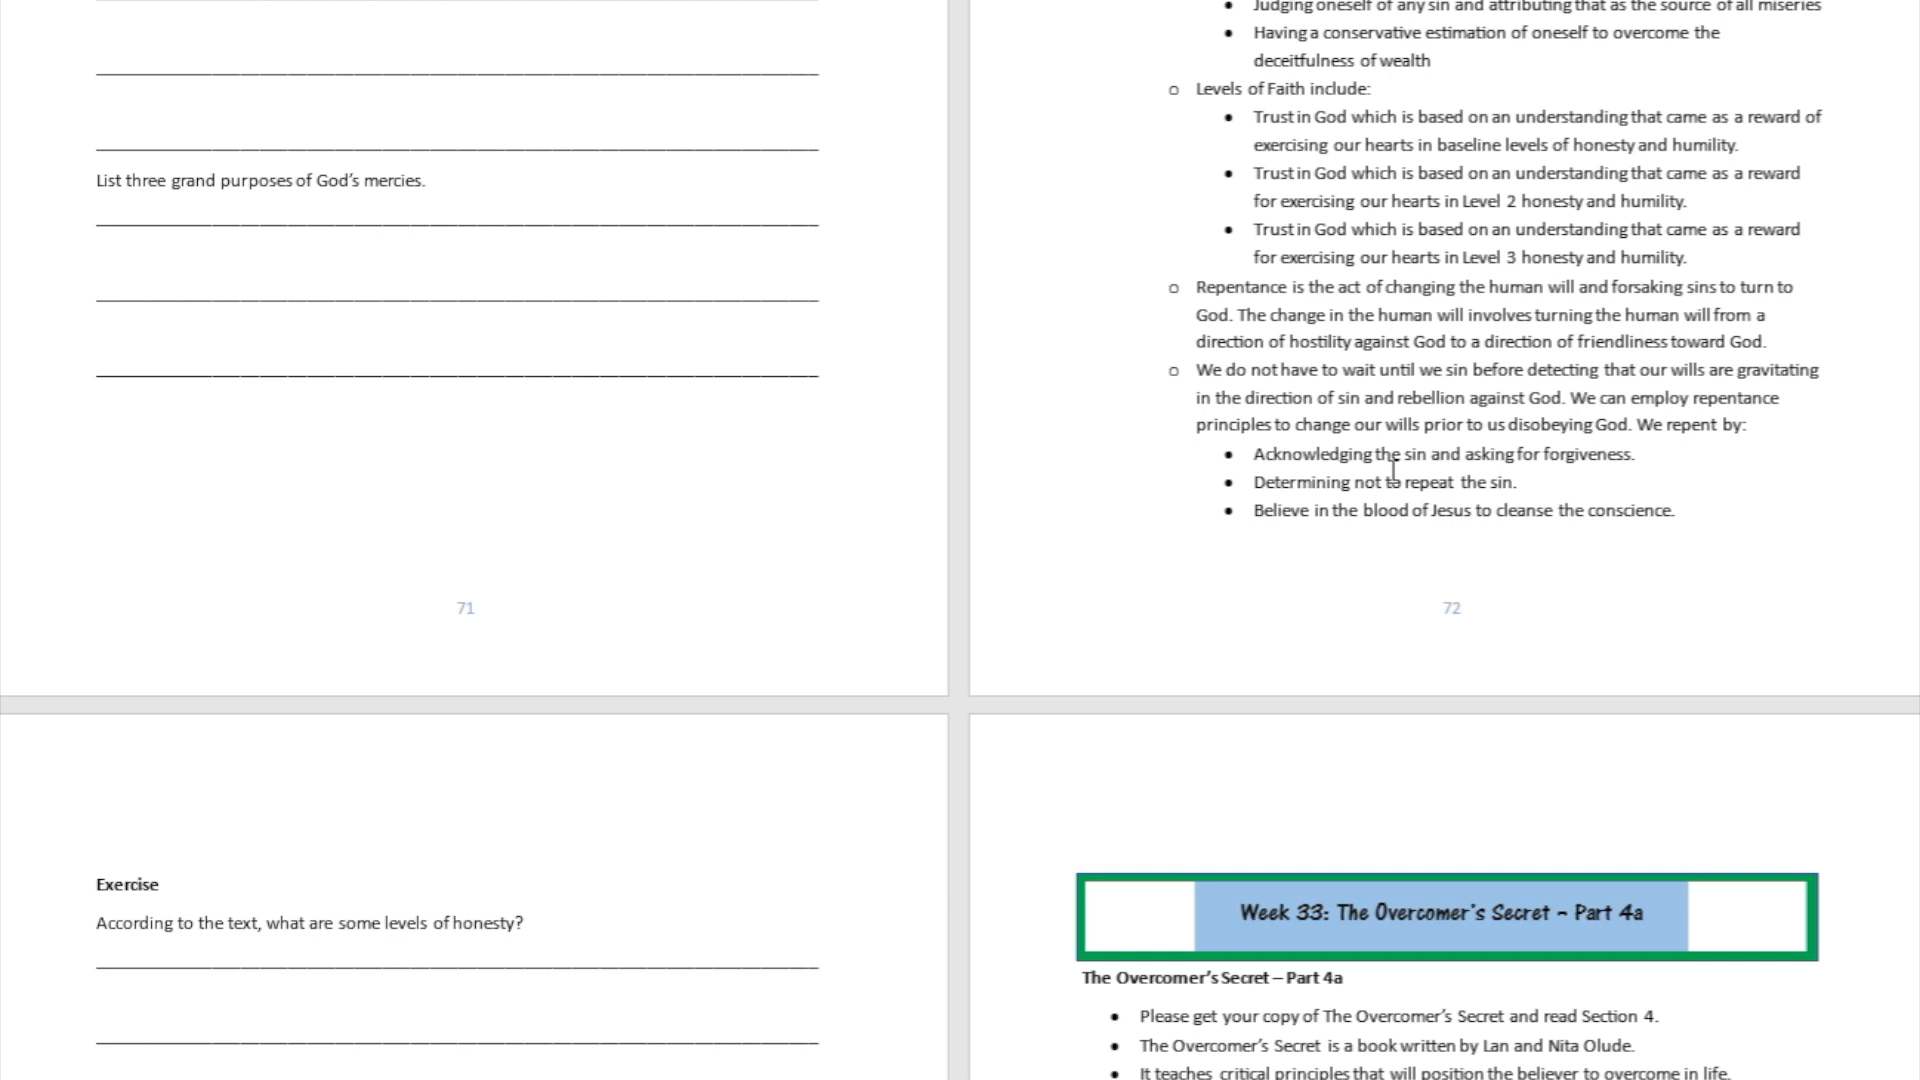 List three grand purposes of God's mercies.
71
Judging oneself of any sin and attributing that as the source of all miseries
Having a conservative estimation of oneself to overcome the
deceitfulness of wealth
Levels of Faith include:
Trust in God which is based on an understanding that came as a reward of
exercising our hearts in baseline levels of honesty and humility.
Trust in God which is based on an understanding that came as a reward
for exercising our hearts in Level 2 honesty and humility.
Trust in God which is based on an understanding that came as a reward
for exercising our hearts in Level 3 honesty and humility.
Repentance is the act of changing the human will and forsaking sins to turn to
God. The change in the human will involves turning the human will from a
direction of hostility against God to a direction of friendliness toward God.
We do not have to wait until we sin before detecting that our wills are gravitating
in the direction of sin and rebellion against God. We can employ repentance
principles to change our wills prior to us disobeying God. We repent by:
Acknowledging the sin and asking for forgiveness.
Determining not to repeat the sin.
Believe in the blood of Jesus to cleanse the conscience.
72
Exercise
According to the text, what are some levels of honesty?
Week 33: The Overcomer's Secret – Part 4a
The Overcomer's Secret – Part 4a
Please get your copy of The Overcomer's Secret and read Section 4.
The Overcomer's Secret is a book written by Lan and Nita Olude.
It teaches critical principles that will position the believer to overcome in life.